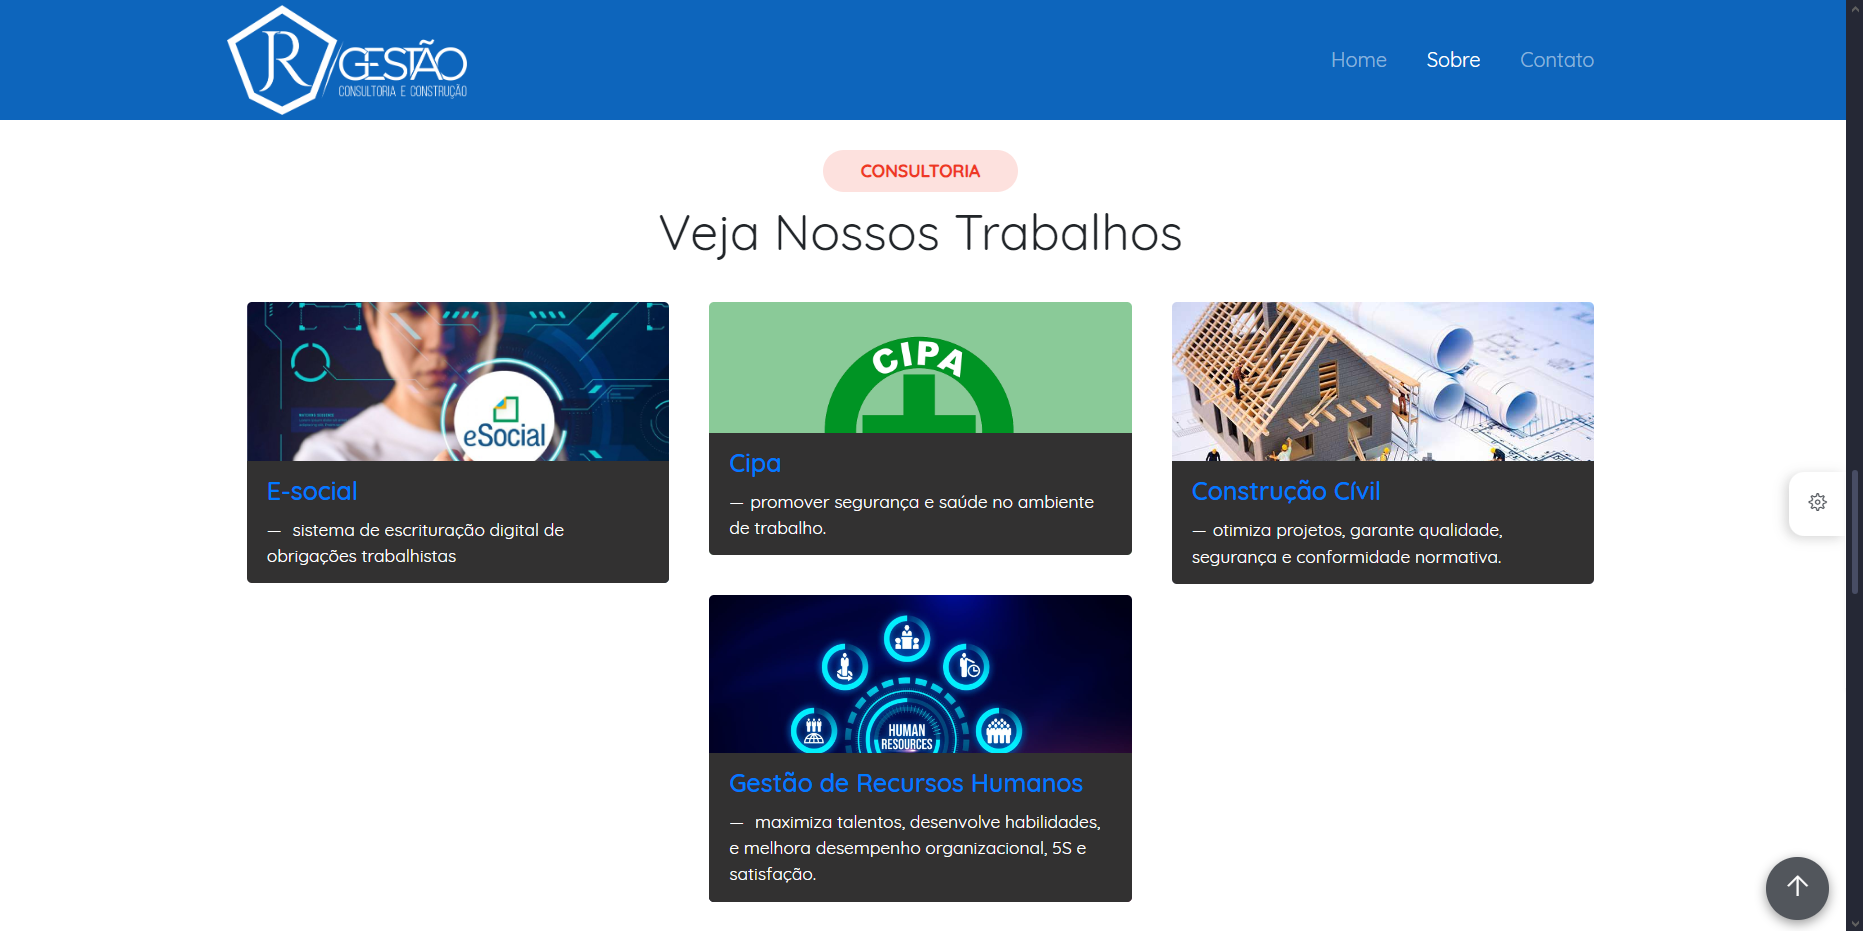 JR GESTÃO
CONSULTORIA E CONSTRUÇÃO
Home
Sobre
Contato
CONSULTORIA
Veja Nossos Trabalhos
eSocial
E-social
— sistema de escrituração digital de
obrigações trabalhistas
CIPA
Cipa
— promover segurança e saúde no ambiente
de trabalho.
Construção Cívil
— otimiza projetos, garante qualidade,
segurança e conformidade normativa.
HUMAN
RESOURCES
Gestão de Recursos Humanos
— maximiza talentos, desenvolve habilidades,
e melhora desempenho organizacional, 5S e
satisfação.